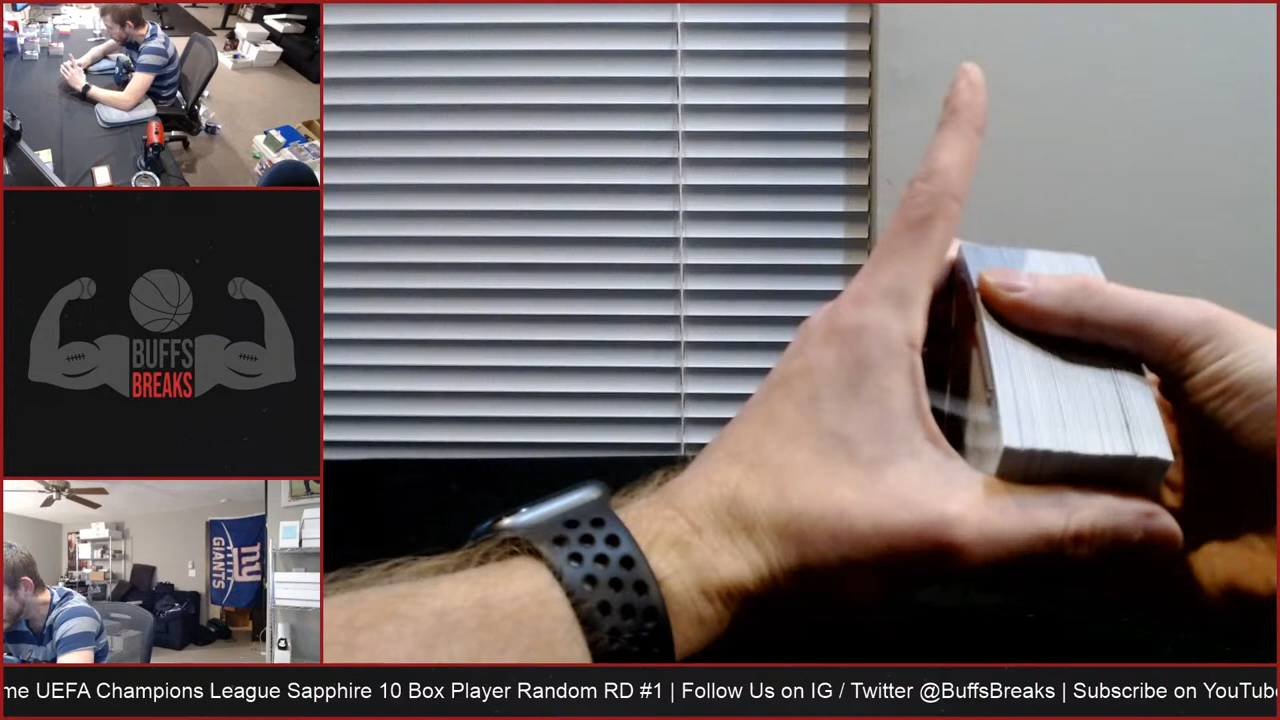 BUFFS
BREAKS
ny
GIANTS
me UEFA Champions League Sapphire 10 Box Player Random RD #1 | Follow Us on IG / Twitter @BuffsBreaks | Subscribe on YouTub